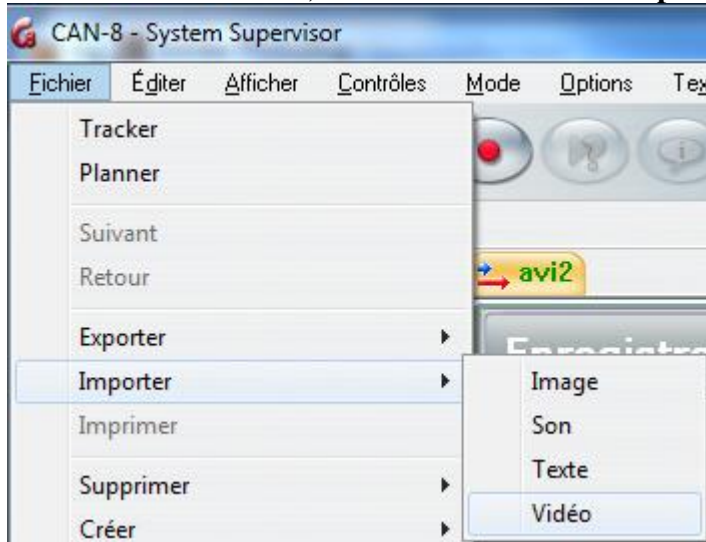 CAN-8 - System Supervisor
Fichier Éditer Afficher Contrôles Mode Options
Tracker
Planner
Suivant
Retour
avi2
Exporter
Importer
Image
Imprimer
Son
Texte
Supprimer
Vidéo
Créer